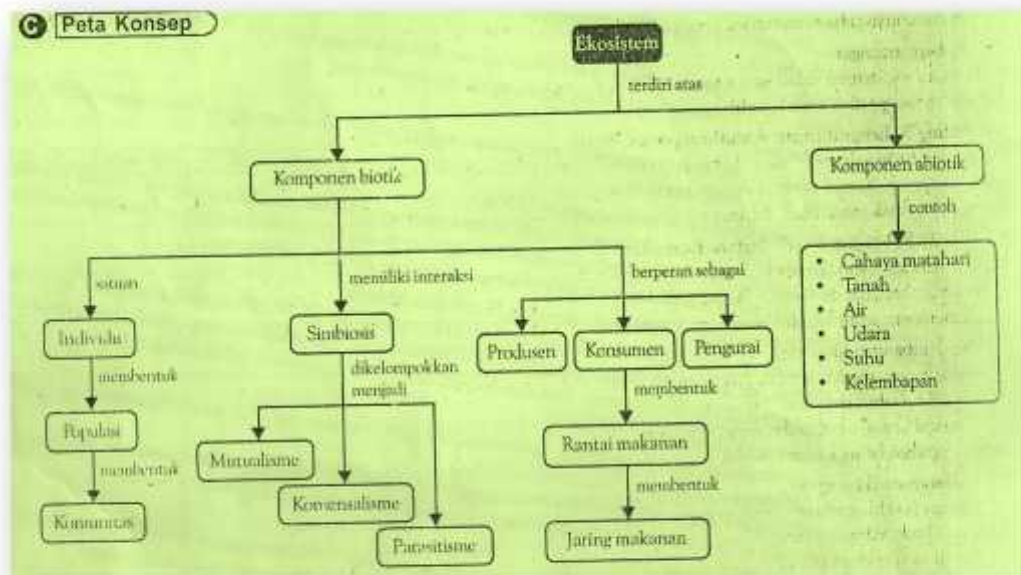 C Peta Konsep
Ekosistem
terdiri atas
Komponen biotik
Komponen abiotik
contoh
satuan
memiliki interaksi
berperan sebagai
• Cahaya matahari
• Tanah
• Air
• Udara
• Suhu
• Kelembapan
Individu
Simbiosis
Produsen
Konsumen
Pengurai
membentuk
dikelompokkan
menjadi
membentuk
Populasi
Mutualisme
Rantai makanan
membentuk
Komensalisme
membentuk
Komunitas
Parasitisme
Jaring makanan